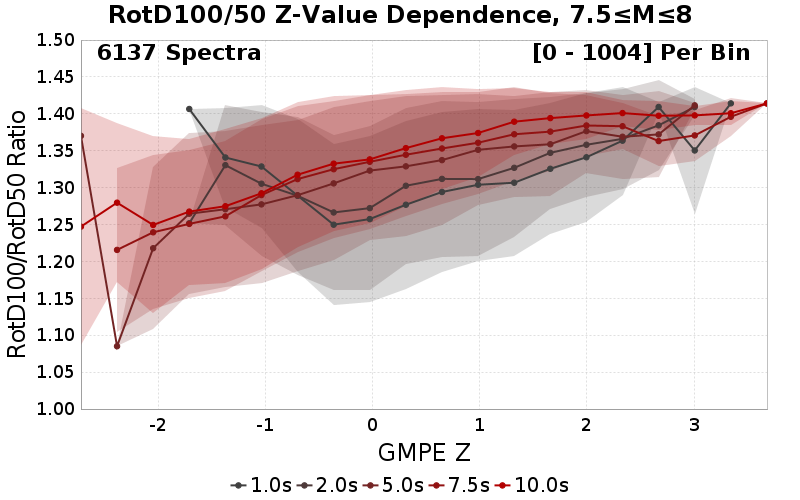 RotD100/50 Z-Value Dependence, 7.5≤M≤8
6137 Spectra
[0 - 1004] Per Bin
RotD100/RotD50 Ratio
1.50
1.45
1.40
1.35
1.30
1.25
1.20
1.15
1.10
1.05
1.00
-2 -1 0 1 2 3
GMPE Z
1.0s 2.0s 5.0s 7.5s 10.0s